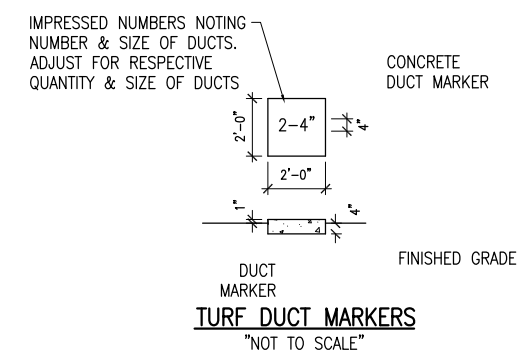 IMPRESSED NUMBERS NOTING
NUMBER & SIZE OF DUCTS.
ADJUST FOR RESPECTIVE
QUANTITY & SIZE OF DUCTS
CONCRETE
DUCT MARKER
2'-0"
2-4"
4"
2'-0"
1"
4"
FINISHED GRADE
DUCT
MARKER
TURF DUCT MARKERS
"NOT TO SCALE"